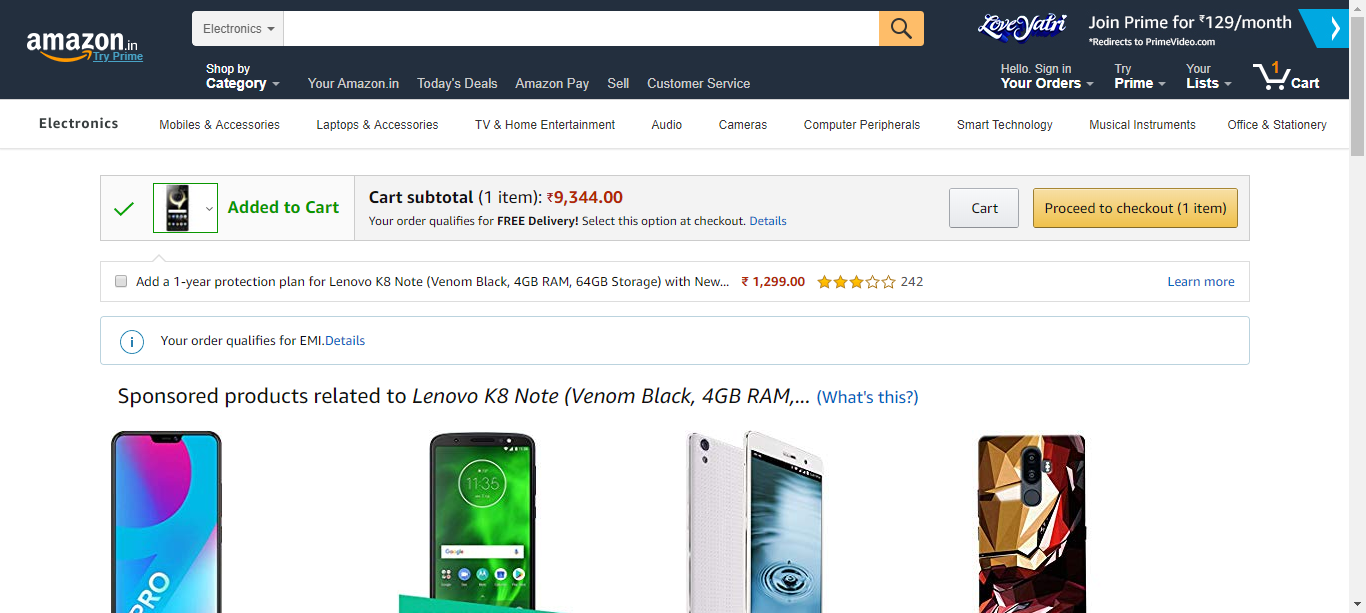 amazon.in
Try Prime
Electronics
Love Yatri
Join Prime for ₹129/month
*Redirects to PrimeVideo.com
Shop by
Category
Your Amazon.in
Today's Deals
Amazon Pay
Sell
Customer Service
Hello. Sign in
Your Orders
Try
Prime
Your
Lists
1
Cart
Electronics
Mobiles & Accessories
Laptops & Accessories
TV & Home Entertainment
Audio
Cameras
Computer Peripherals
Smart Technology
Musical Instruments
Office & Stationery
Added to Cart
Cart subtotal (1 item): ₹9,344.00
Your order qualifies for FREE Delivery! Select this option at checkout. Details
Cart
Proceed to checkout (1 item)
Add a 1-year protection plan for Lenovo K8 Note (Venom Black, 4GB RAM, 64GB Storage) with New... ₹ 1,299.00 242
Learn more
i
Your order qualifies for EMI.Details
Sponsored products related to Lenovo K8 Note (Venom Black, 4GB RAM,... (What's this?)
PRO
11:35
Google